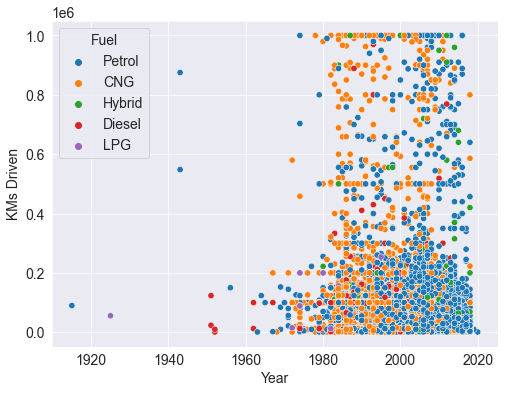 1e6
1.0
0.8
0.6
0.4
0.2
0.0
KMs Driven
Fuel
Petrol
CNG
Hybrid
Diesel
LPG
1920
1940
1960
1980
2000
2020
Year